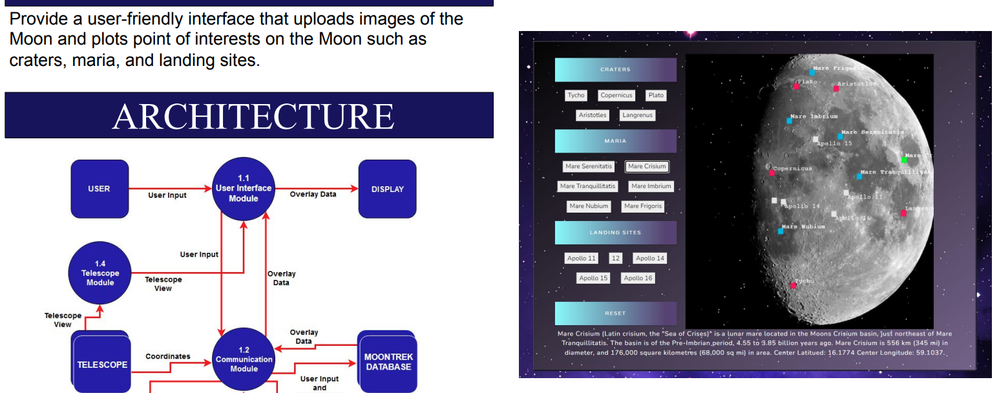 Provide a user-friendly interface that uploads images of the
Moon and plots point of interests on the Moon such as
craters, maria, and landing sites.
ARCHITECTURE
USER
User Input
1.1
User Interface
Module
Overlay Data
DISPLAY
User Input
1.4
Telescope
Module
Telescope
View
Overlay
Data
Telescope
View
TELESCOPE
Coordinates
1.2
Communication
Module
Overlay
Data
MOONTREK
DATABASE
User Input
and
CRATERS
Tycho
Copernicus
Plato
Aristotles
Langrenus
MARIA
Mare Serenitatis
Mare Crisium
Mare Tranquillitatis
Mare Imbrium
Mare Nubium
Mare Frigoris
LANDING SITES
Apollo 11
12
Apollo 14
Apollo 15
Apollo 16
RESET
Mare Frigoris
Plato
Aristotles
Mare Imbrium
Mare Serenitatis
Apollo 15
Mare Cr
Copernicus
Mare Tranquillitat
Apollo 11
Apollo 14
Langren
Apollo 16
Mare Nubium
Tycho
Mare Crisium (Latin crisium, the "Sea of Crises)" is a lunar mare located in the Moons Crisium basin, just northeast of Mare
Tranquillitatis. The basin is of the Pre-Imbrian period, 4.55 to 3.85 billion years ago. Mare Crisium is 556 km (345 mi) in
diameter, and 176,000 square kilometres (68,000 sq mi) in area. Center Latitued: 16.1774 Center Longitude: 59.1037.